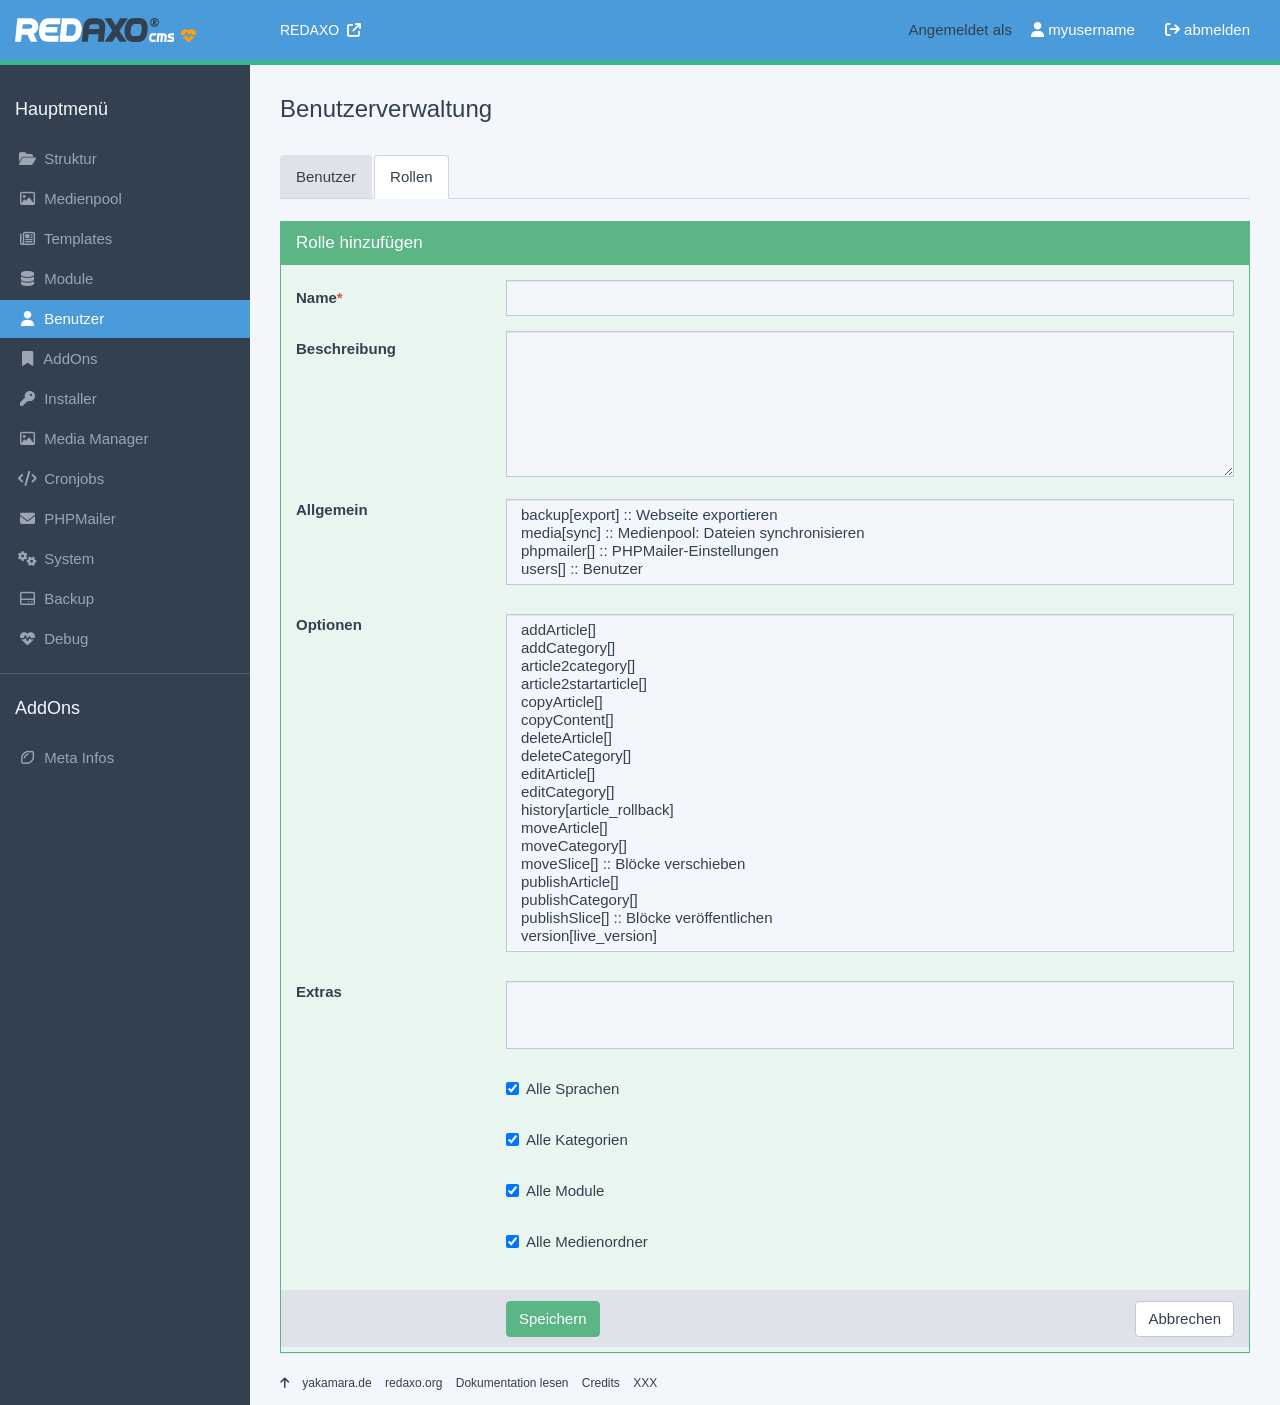 REDAXO® cms
REDAXO
Angemeldet als myusername abmelden
Hauptmenü
Struktur
Medienpool
Templates
Module
Benutzer
AddOns
Installer
Media Manager
Cronjobs
PHPMailer
System
Backup
Debug
AddOns
Meta Infos
Benutzerverwaltung
Benutzer Rollen
Rolle hinzufügen
Name*
Beschreibung
Allgemein
backup[export] :: Webseite exportieren
media[sync] :: Medienpool: Dateien synchronisieren
phpmailer[] :: PHPMailer-Einstellungen
users[] :: Benutzer
Optionen
addArticle[]
addCategory[]
article2category[]
article2startarticle[]
copyArticle[]
copyContent[]
deleteArticle[]
deleteCategory[]
editArticle[]
editCategory[]
history[article_rollback]
moveArticle[]
moveCategory[]
moveSlice[] :: Blöcke verschieben
publishArticle[]
publishCategory[]
publishSlice[] :: Blöcke veröffentlichen
version[live_version]
Extras
Alle Sprachen
Alle Kategorien
Alle Module
Alle Medienordner
Speichern Abbrechen
yakamara.de redaxo.org Dokumentation lesen Credits XXX